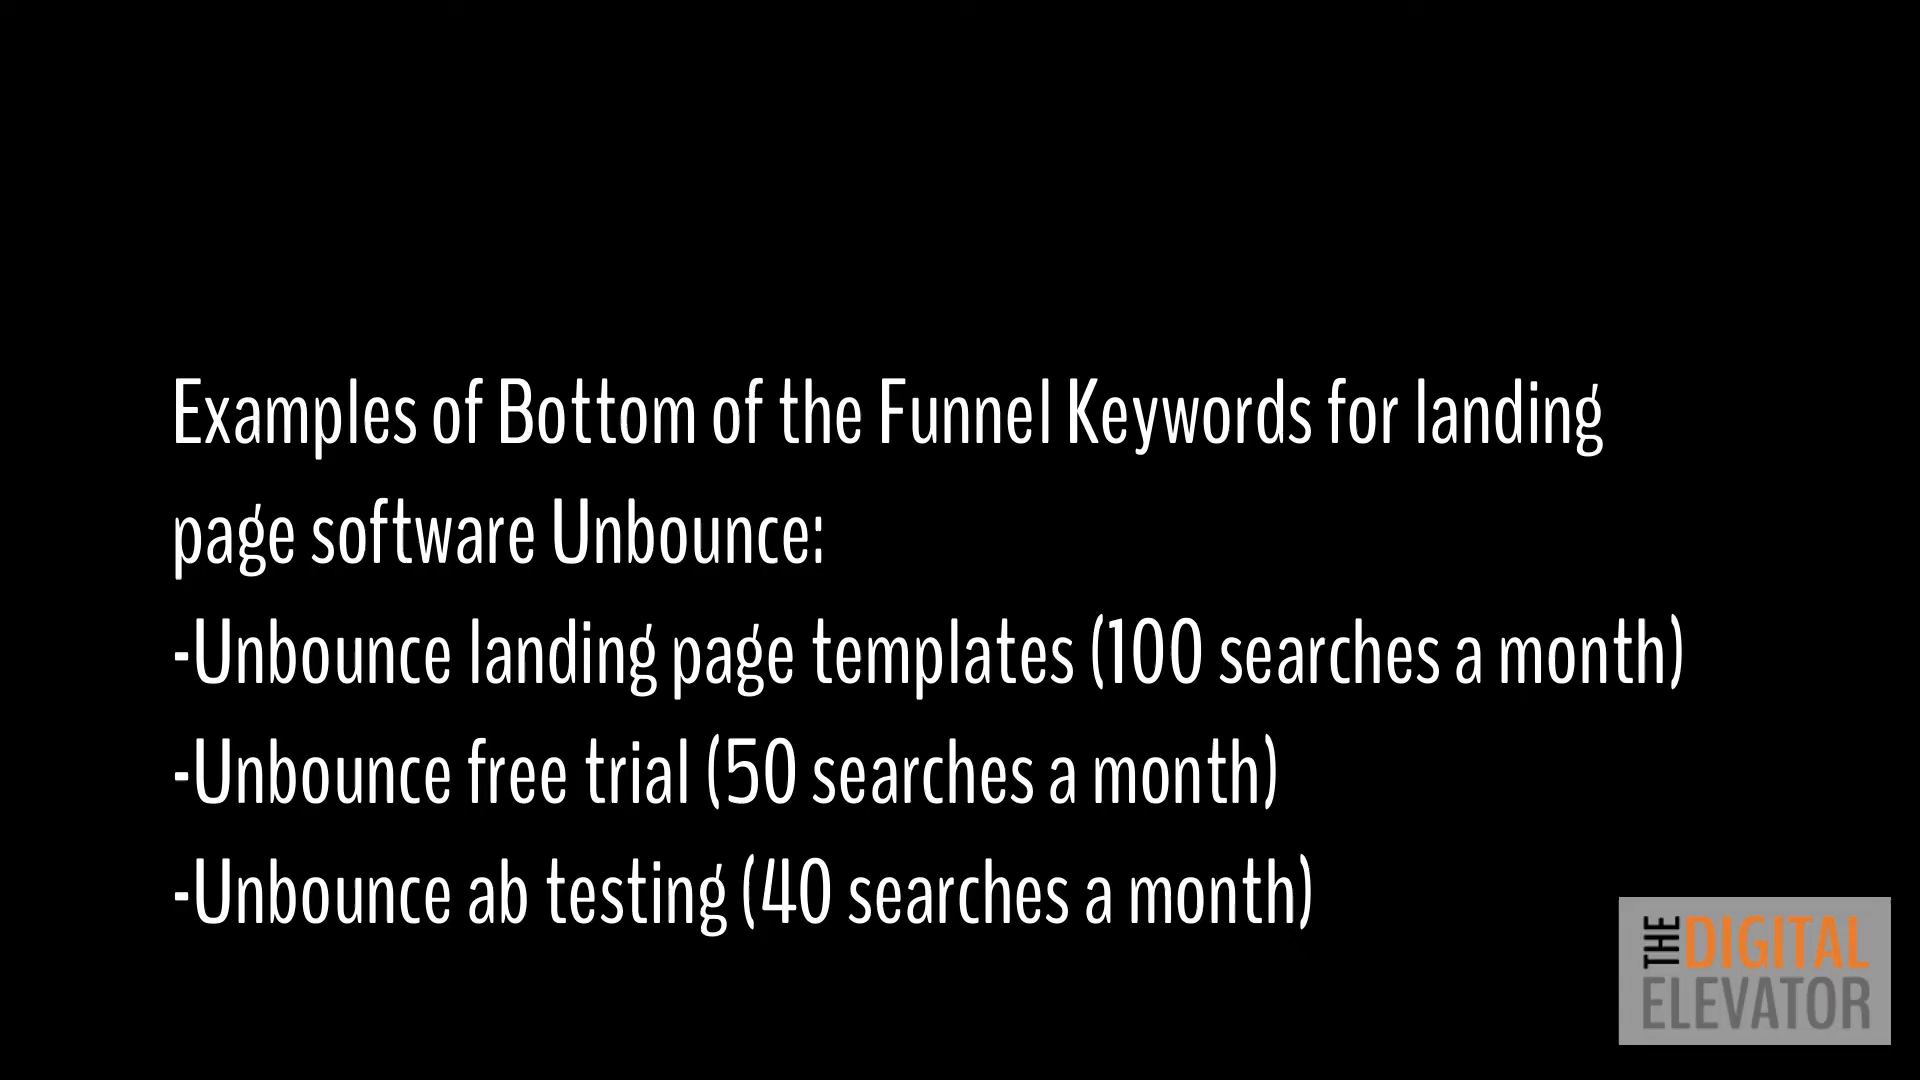 Examples of Bottom of the Funnel Keywords for landing
page software Unbounce:
-Unbounce landing page templates (100 searches a month)
-Unbounce free trial (50 searches a month)
-Unbounce ab testing (40 searches a month)
THE DIGITAL
ELEVATOR